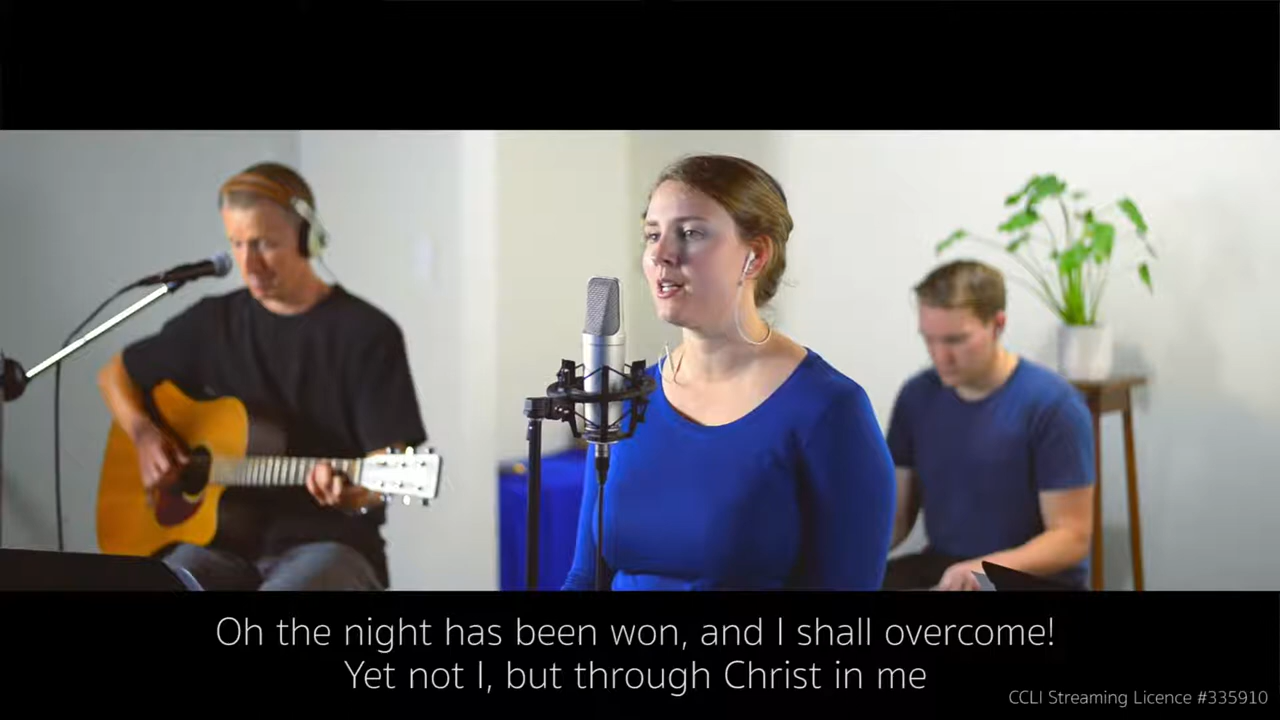 Oh the night has been won, and I shall overcome!
Yet not I, but through Christ in me
CCLI Streaming Licence #335910